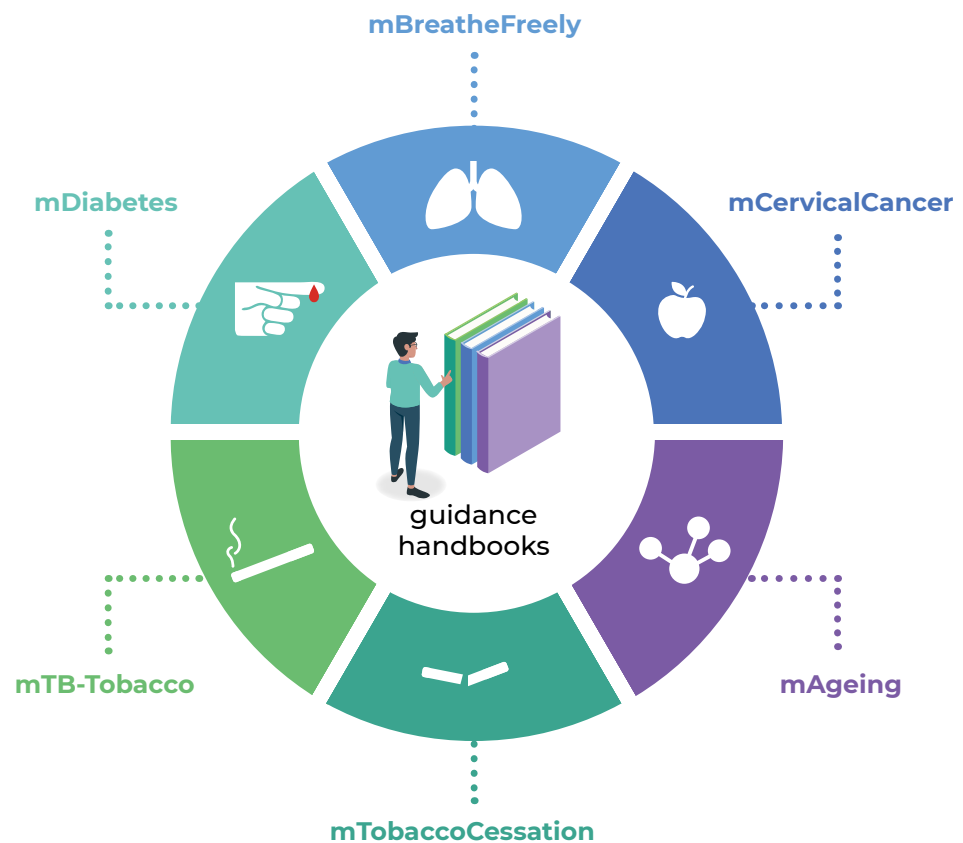 mBreatheFreely
mDiabetes
mCervicalCancer
guidance
handbooks
mTB-Tobacco
mAgeing
mTobaccoCessation